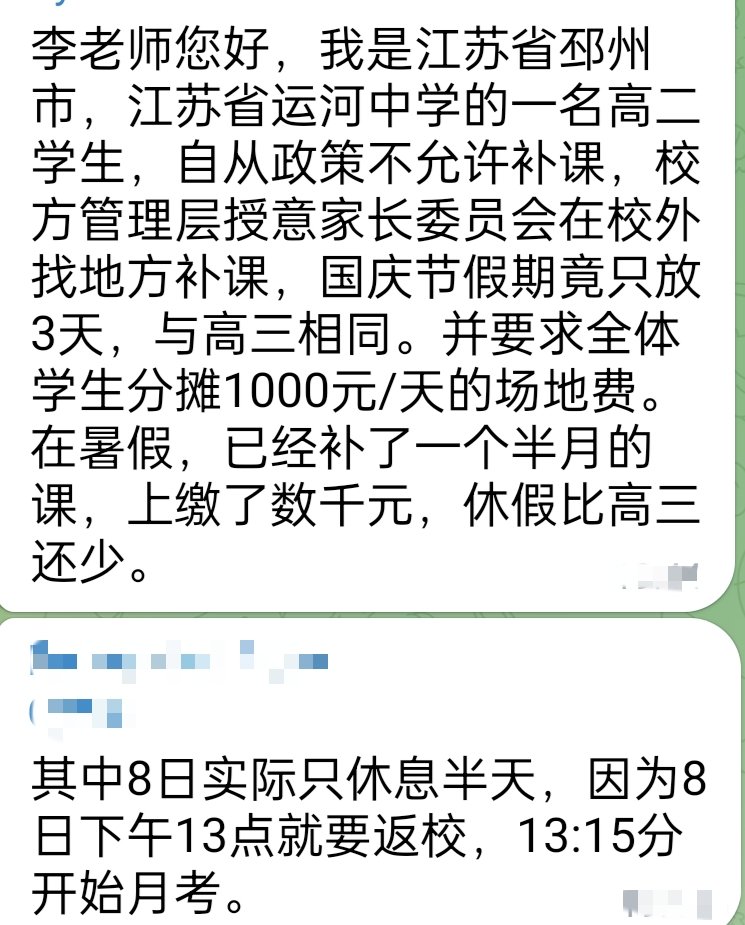 李老师您好，我是江苏省邳州
市，江苏省运河中学的一名高二
学生，自从政策不允许补课，校
方管理层授意家长委员会在校外
找地方补课，国庆节假期竟只放
3天，与高三相同。并要求全体
学生分摊1000元/天的场地费。
在暑假，已经补了一个半月的
课，上缴了数千元，休假比高三
还少。
其中8日实际只休息半天，因为8
日下午13点就要返校，13:15分
开始月考。